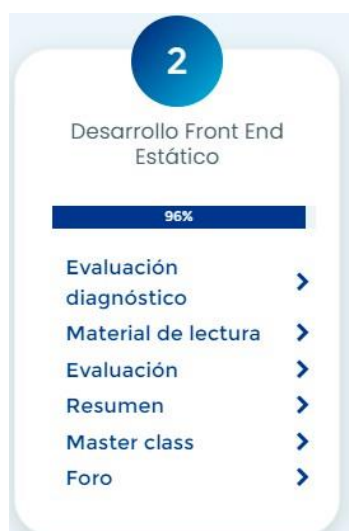 2
Desarrollo Front End
Estático
96%
Evaluación
diagnóstico
Material de lectura
Evaluación
Resumen
Master class
Foro